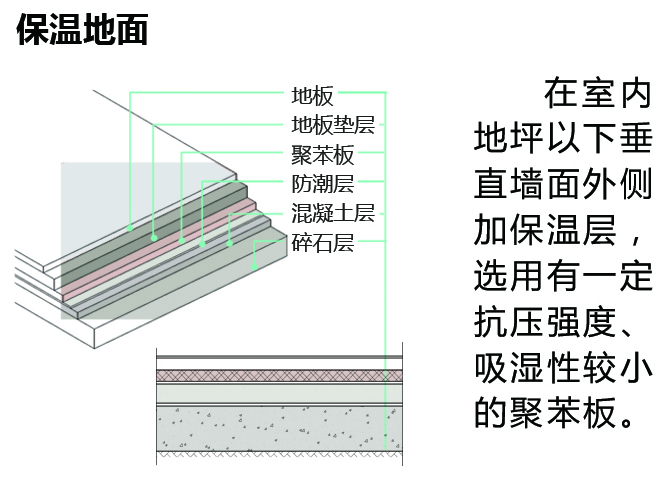 保温地面
地板
地板垫层
聚苯板
防潮层
混凝土层
碎石层
在室内
地坪以下垂
直墙面外侧
加保温层，
选用有一定
抗压强度、
吸湿性较小
的聚苯板。